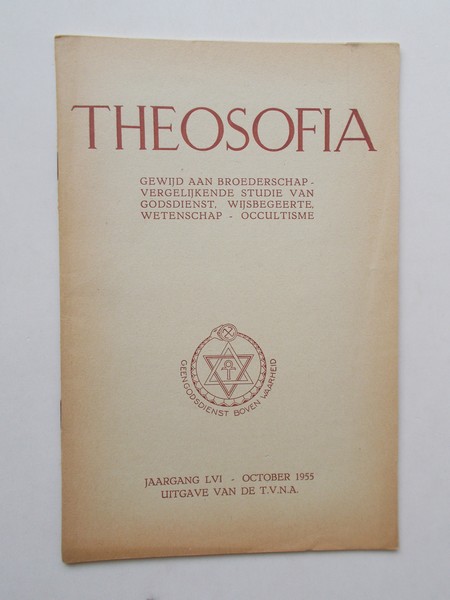 THEOSOFIA
GEWIJD AAN BROEDERSCHAP -
VERGELIJKENDE STUDIE VAN
GODSDIENST, WIJSBEGEERTE,
WETENSCHAP - OCCULTISME
GEEN GODSDIENST BOVEN WAARHEID
JAARGANG LVI - OCTOBER 1955
UITGAVE VAN DE T.V.N.A.